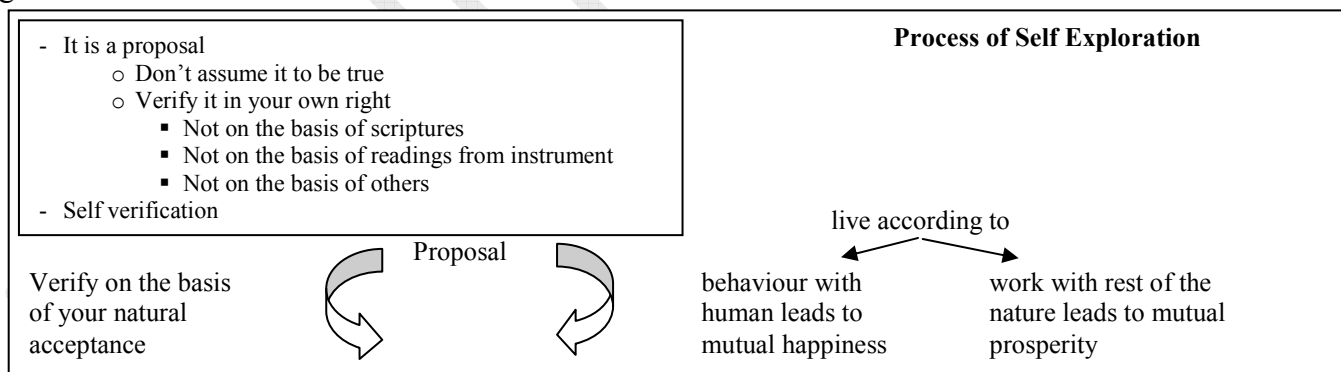 - It is a proposal
o Don't assume it to be true
o Verify it in your own right
▪ Not on the basis of scriptures
▪ Not on the basis of readings from instrument
▪ Not on the basis of others
- Self verification
Process of Self Exploration
Proposal
Verify on the basis
of your natural
acceptance
live according to
behaviour with
human leads to
mutual happiness
work with rest of the
nature leads to mutual
prosperity